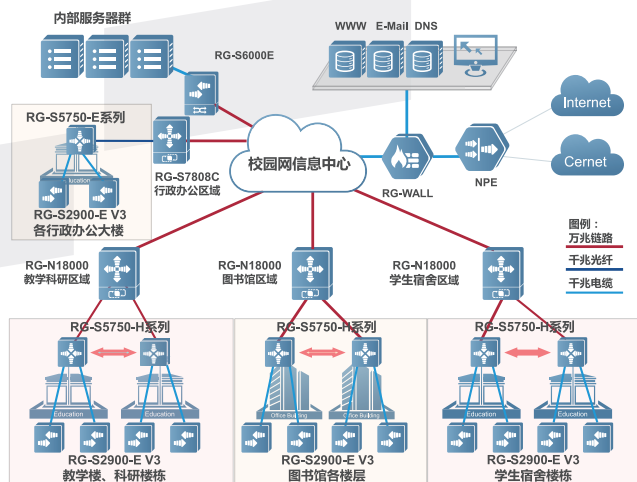 内部服务器群
WWW E-Mail DNS
RG-S6000E
RG-S5750-E系列
Education
RG-S2900-E V3
各行政办公大楼
RG-S7808C
行政办公区域
校园网信息中心
RG-WALL
NPE
Internet
Cernet
图例：
万兆链路
千兆光纤
千兆电缆
RG-N18000
教学科研区域
RG-N18000
图书馆区域
RG-N18000
学生宿舍区域
RG-S5750-H系列
Education
Education
RG-S2900-E V3
教学楼、科研楼栋
RG-S5750-H系列
Office Building
Office Building
RG-S2900-E V3
图书馆各楼层
RG-S5750-H系列
Education
Education
RG-S2900-E V3
学生宿舍楼栋